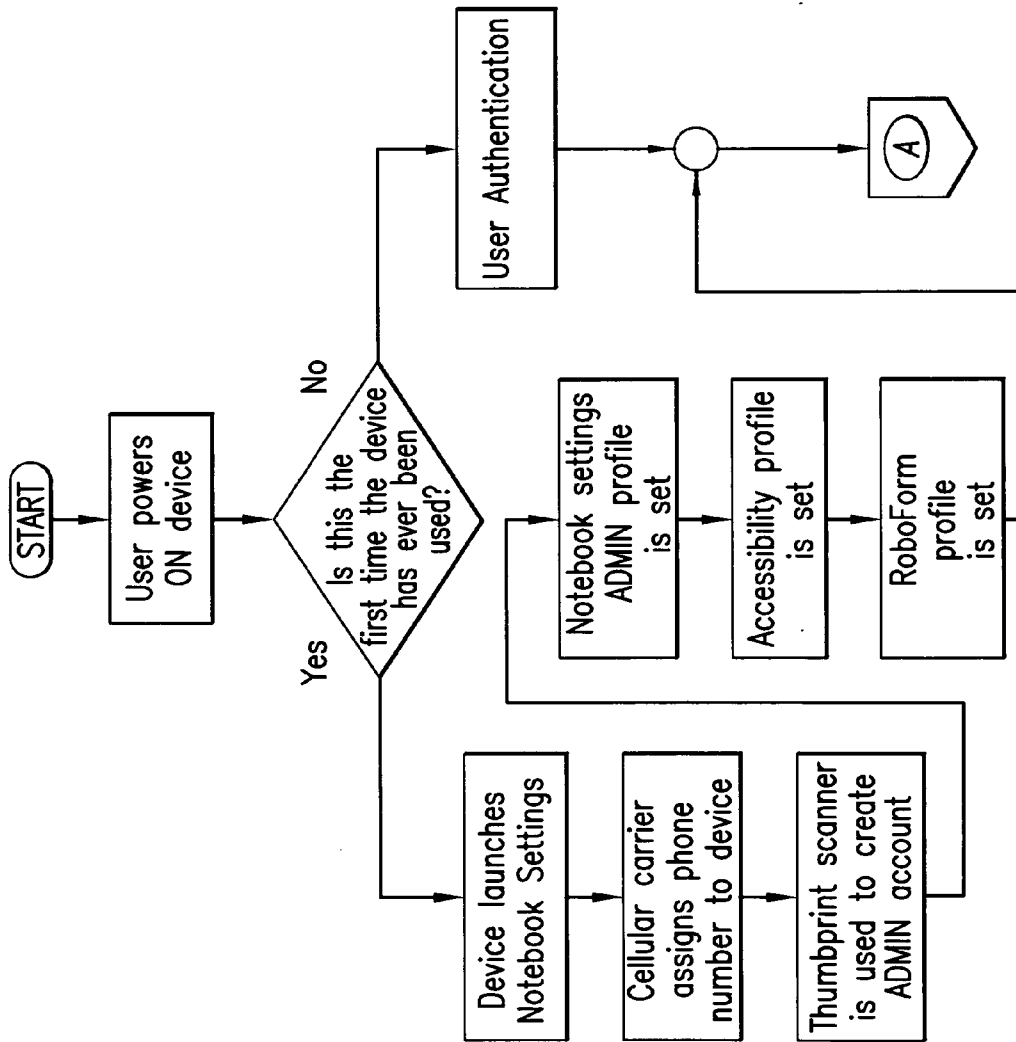 START
User powers
ON device
Is this the
first time the device
has ever been
used?
Yes
No
Device launches
Notebook Settings
Cellular carrier
assigns phone
number to device
Thumbprint scanner
is used to create
ADMIN account
Notebook settings
ADMIN profile
is set
Accessibility profile
is set
RoboForm
profile
is set
User Authentication
A